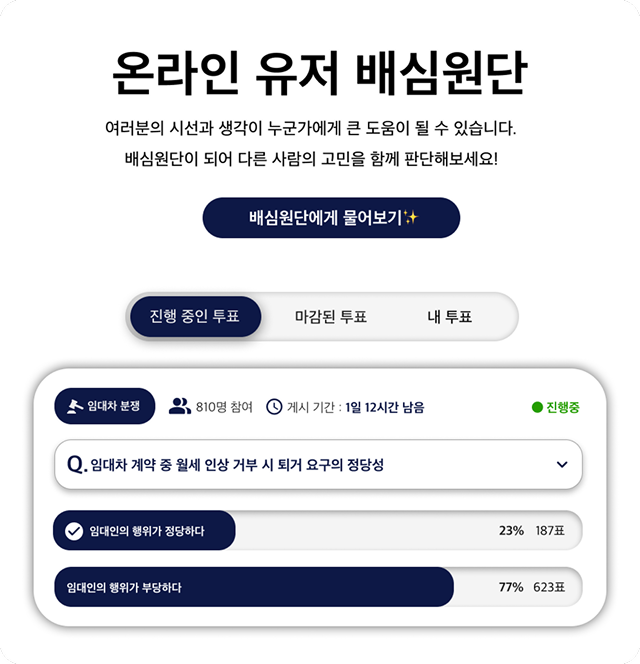 온라인 유저 배심원단
여러분의 시선과 생각이 누군가에게 큰 도움이 될 수 있습니다.
배심원단이 되어 다른 사람의 고민을 함께 판단해보세요!
배심원단에게 물어보기✨
진행 중인 투표 마감된 투표 내 투표
임대차 분쟁 810명 참여 게시 기간 : 1일 12시간 남음 진행중
Q. 임대차 계약 중 월세 인상 거부 시 퇴거 요구의 정당성
임대인의 행위가 정당하다 23% 187표
임대인의 행위가 부당하다 77% 623표